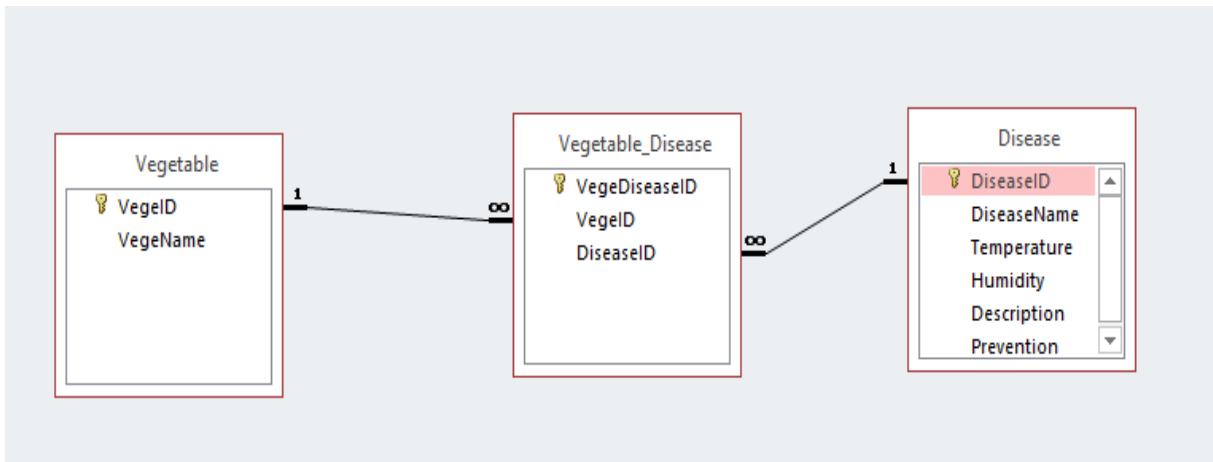 Vegetable
VegeID
VegeName
1
∞
Vegetable_Disease
VegeDiseaseID
VegeID
DiseaseID
∞
1
Disease
DiseaseID
DiseaseName
Temperature
Humidity
Description
Prevention